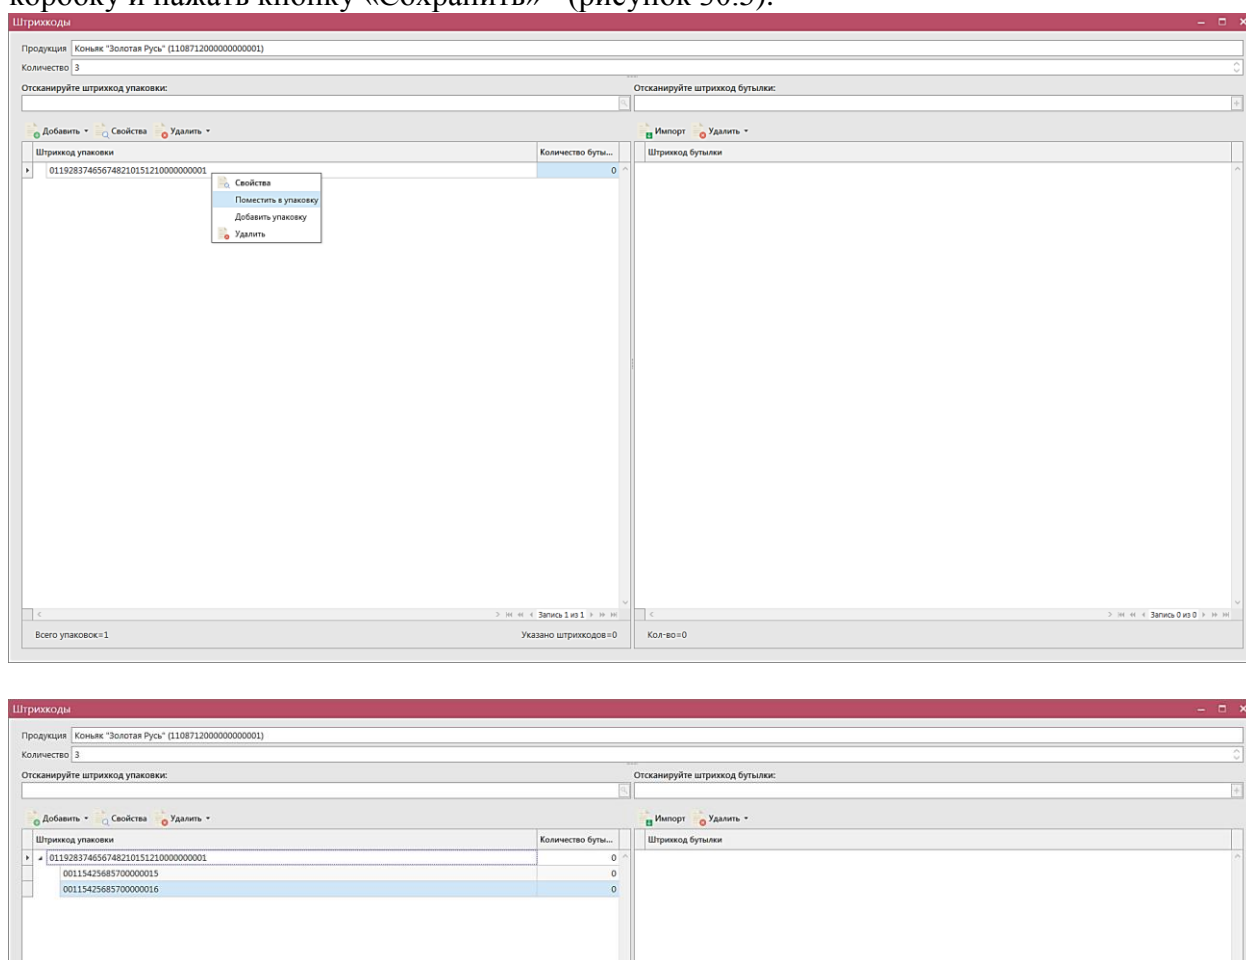 коробку и нажать кнопку «Сохранить» (рисунок 30.3).
Штрихкоды
Продукция Коньяк "Золотая Русь" (1108712000000000001)
Количество 3
Отсканируйте штрихкод упаковки: Отсканируйте штрихкод бутылки:
Добавить Свойства Удалить Импорт Удалить
Штрихкод упаковки Количество буты... Штрихкод бутылки
011928374656748210151210000000001 0
Свойства
Поместить в упаковку
Добавить упаковку
Удалить
Запись 1 из 1 Запись 0 из 0
Всего упаковок=1 Указано штрихкодов=0 Кол-во=0
Штрихкоды
Продукция Коньяк "Золотая Русь" (1108712000000000001)
Количество 3
Отсканируйте штрихкод упаковки: Отсканируйте штрихкод бутылки:
Добавить Свойства Удалить Импорт Удалить
Штрихкод упаковки Количество буты... Штрихкод бутылки
011928374656748210151210000000001 0
00115425685700000015 0
00115425685700000016 0